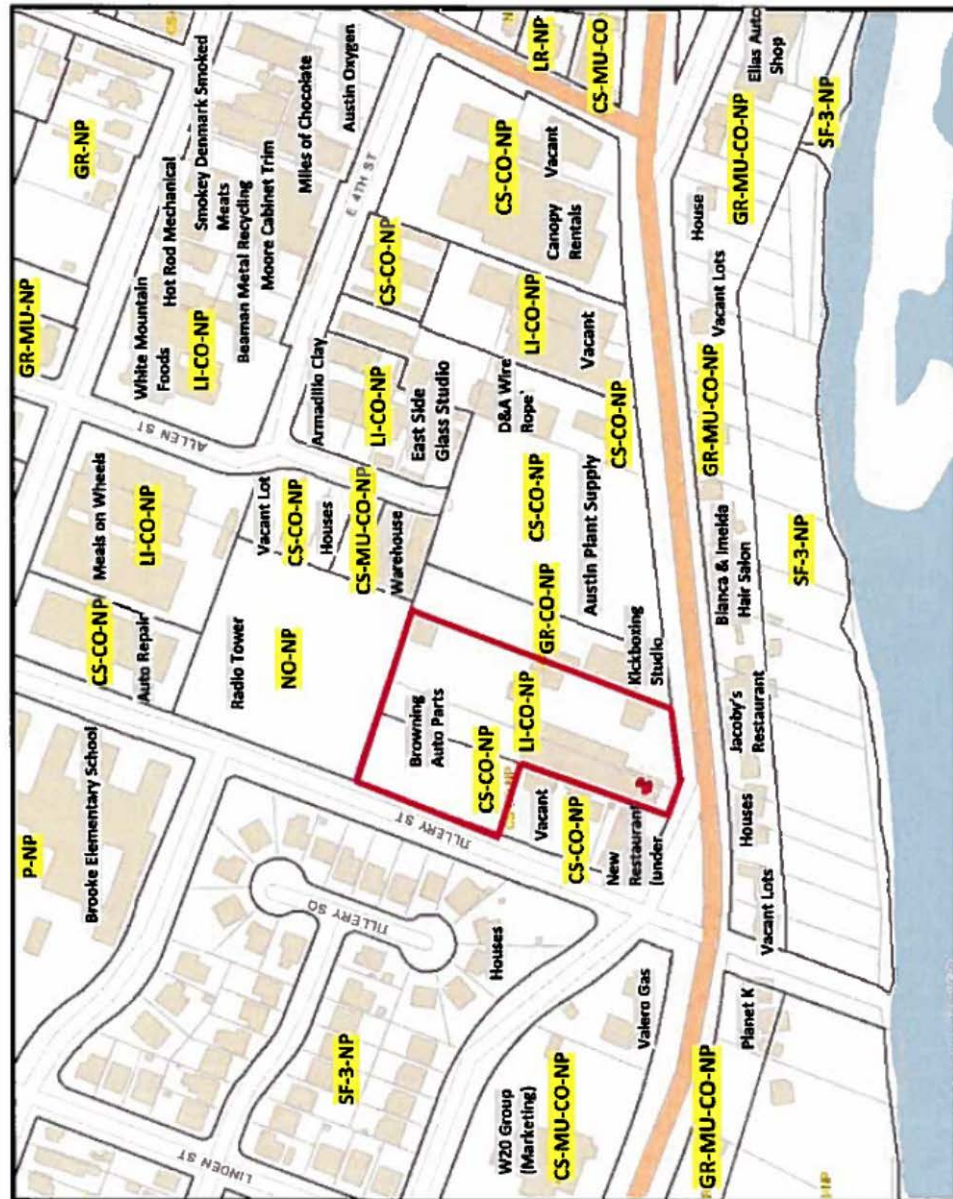 P-NP
GR-MU-NP
GR-NP
Brooke Elementary School
CS-CO-NP
Meals on Wheels
Auto Repair
LI-CO-NP
White Mountain
Foods
Hot Rod Mechanical
Smokey Denmark Smoked
Meats
LI-CO-NP
Beaman Metal Recycling
Moore Cabinet Trim
Miles of Chocolate
Austin Oxygen
ALLEN ST
E 4TH ST
LINDEN ST
TILLERY SQ
TILLERY ST
Radio Tower
NO-NP
Vacant Lot
CS-CO-NP
Houses
CS-MU-CO-NP
Warehouse
Armadillo Clay
LI-CO-NP
East Side
Glass Studio
CS-CO-NP
SF-3-NP
Houses
Browning
Auto Parts
CS-CO-NP
LI-CO-NP
GR-CO-NP
CS-CO-NP
D&A Wire
Rope`
LI-CO-NP
Vacant
CS-CO-NP
Canopy
Rentals
Vacant
LR-NP
CS-MU-CO
W20 Group
(Marketing)
CS-MU-CO-NP
Valero Gas
Vacant
CS-CO-NP
New
Restaurant
(under
Kickboxing
Studio
Austin Plant Supply
CS-CO-NP
GR-MU-CO-NP
Planet K
Vacant Lots
Houses
Jacoby's
Restaurant
Blanca & Imelda
Hair Salon
GR-MU-CO-NP
Vacant Lots
House
GR-MU-CO-NP
Elias Auto
Shop
SF-3-NP
SF-3-NP